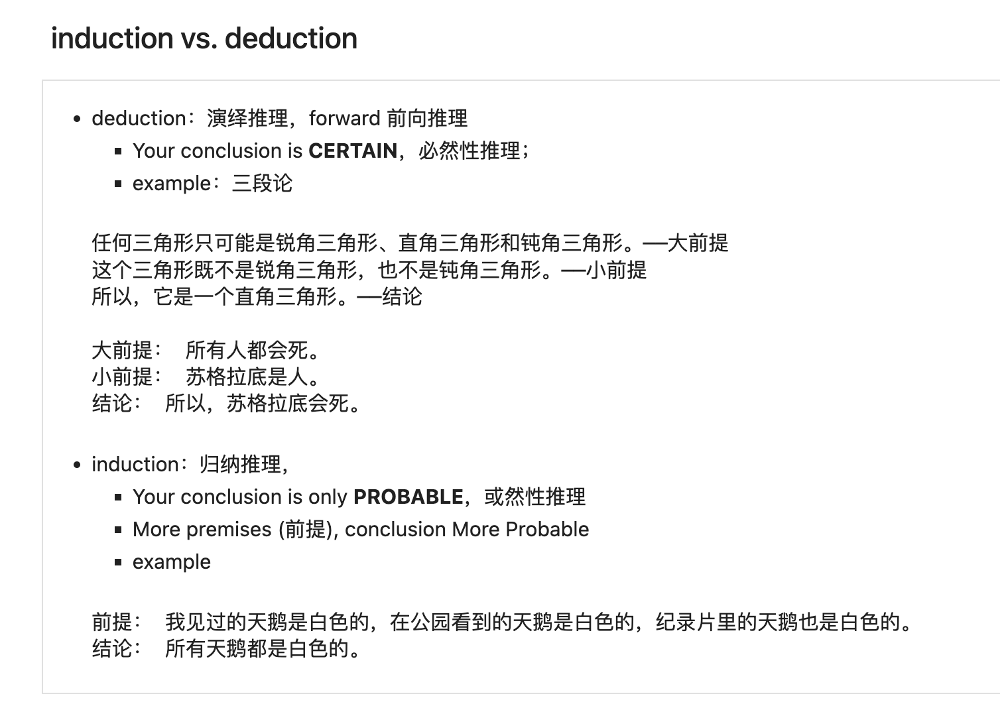 induction vs. deduction
• deduction：演绎推理，forward 前向推理
▪ Your conclusion is CERTAIN，必然性推理；
▪ example：三段论
任何三角形只可能是锐角三角形、直角三角形和钝角三角形。——大前提
这个三角形既不是锐角三角形，也不是钝角三角形。——小前提
所以，它是一个直角三角形。——结论
大前提： 所有人都会死。
小前提： 苏格拉底是人。
结论： 所以，苏格拉底会死。
• induction：归纳推理，
▪ Your conclusion is only PROBABLE，或然性推理
▪ More premises (前提), conclusion More Probable
▪ example
前提： 我见过的天鹅是白色的，在公园看到的天鹅是白色的，纪录片里的天鹅也是白色的。
结论： 所有天鹅都是白色的。